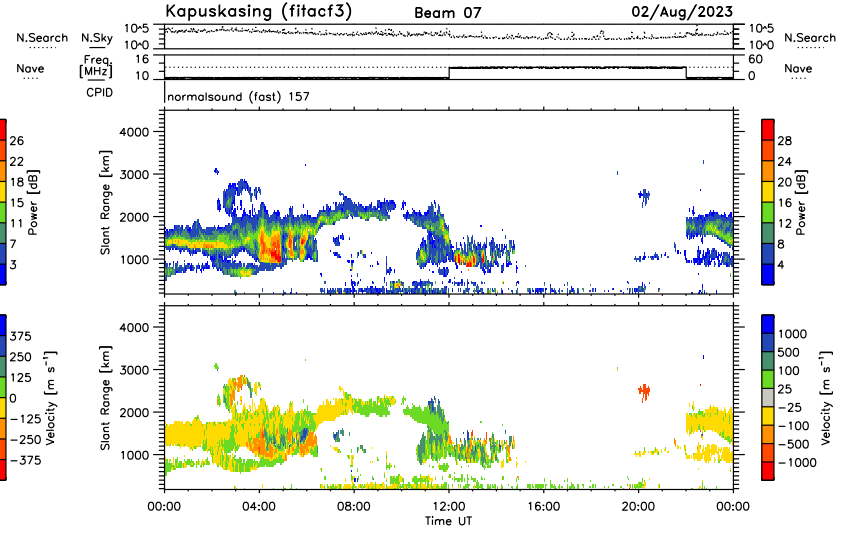 Kapuskasing (fitacf3) Beam 07 02/Aug/2023
N.Search N.Sky 10^5 10^0 10^5 10^0 N.Search
Nave Freq. [MHz] 16 10 60 0 Nave
CPID normalsound (fast) 157
Power [dB] 26 22 18 15 11 7 3
Slant Range [km] 4000 3000 2000 1000
28 24 20 16 12 8 4 Power [dB]
375 250 125 0 -125 -250 -375 Velocity [m s⁻¹]
Slant Range [km] 4000 3000 2000 1000
1000 500 100 25 -25 -100 -500 -1000 Velocity [m s⁻¹]
00:00 04:00 08:00 12:00 16:00 20:00 00:00
Time UT